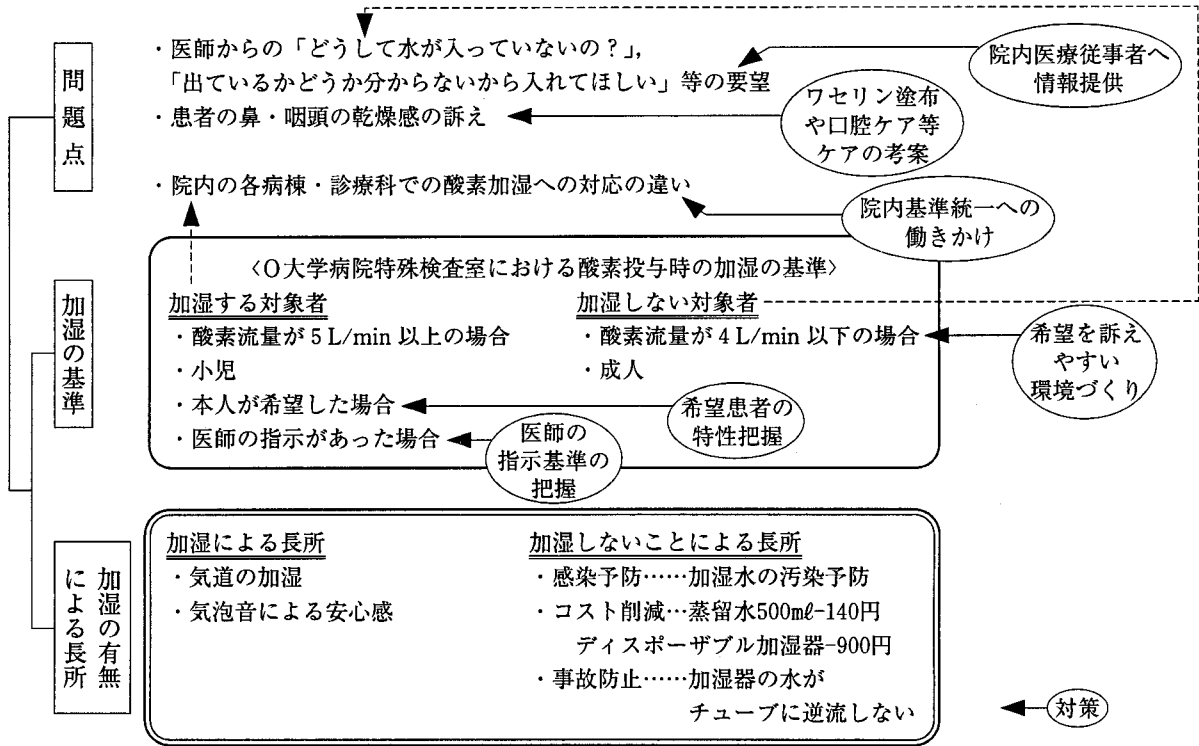 問題点
・医師からの「どうして水が入っていないの？」，
「出ているかどうか分からないから入れてほしい」等の要望
・患者の鼻・咽頭の乾燥感の訴え
・院内の各病棟・診療科での酸素加湿への対応の違い
院内医療従事者へ
情報提供
ワセリン塗布
や口腔ケア等
ケアの考案
院内基準統一への
働きかけ
加湿の基準
〈O大学病院特殊検査室における酸素投与時の加湿の基準〉
加湿する対象者
・酸素流量が5 L/min 以上の場合
・小児
・本人が希望した場合
・医師の指示があった場合
加湿しない対象者
・酸素流量が4 L/min 以下の場合
・成人
希望を訴え
やすい
環境づくり
希望患者の
特性把握
医師の
指示基準の
把握
加湿の有無
による長所
加湿による長所
・気道の加湿
・気泡音による安心感
加湿しないことによる長所
・感染予防……加湿水の汚染予防
・コスト削減…蒸留水500mℓ-140円
ディスポーザブル加湿器-900円
・事故防止……加湿器の水が
チューブに逆流しない
対策